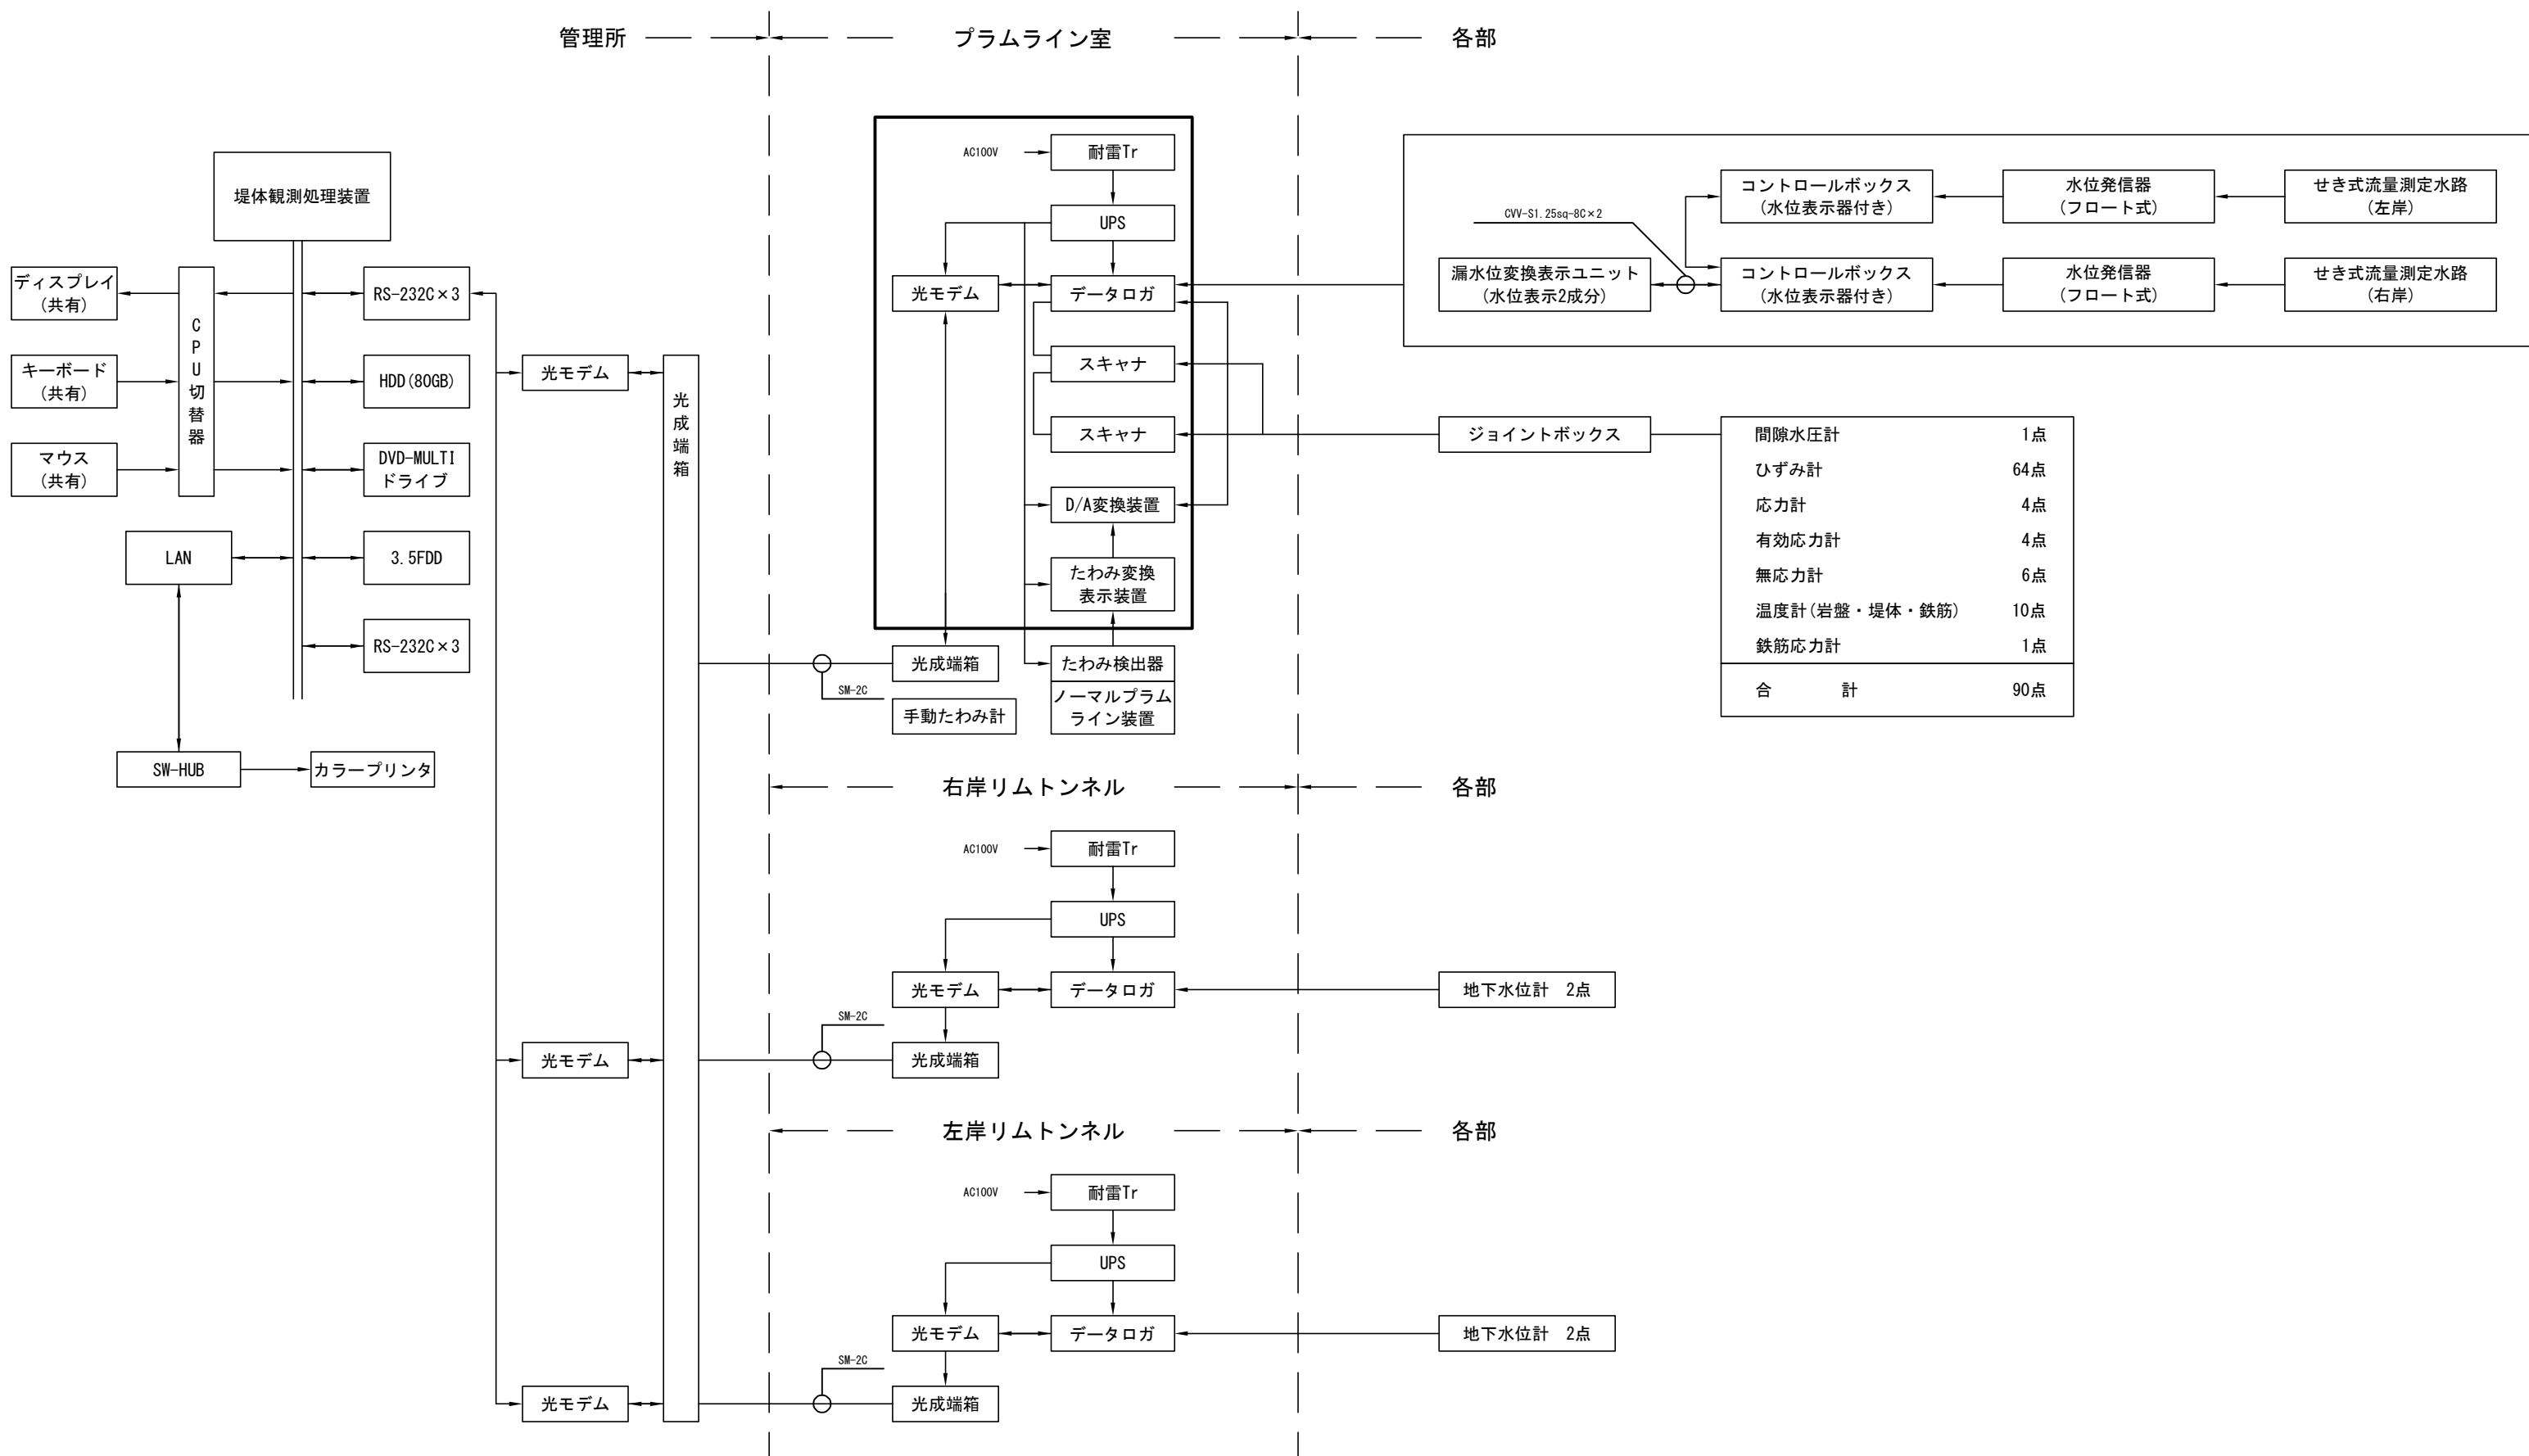 管理所
プラムライン室
各部
堤体観測処理装置
ディスプレイ
(共有)
キーボード
(共有)
マウス
(共有)
CPU切替器
RS-232C×3
HDD(80GB)
DVD-MULTI
ドライブ
3.5FDD
RS-232C×3
LAN
SW-HUB
カラープリンタ
光モデム
光モデム
光モデム
光成端箱
AC100V
耐雷Tr
UPS
光モデム
データロガ
スキャナ
スキャナ
D/A変換装置
たわみ変換
表示装置
光成端箱
SM-2C
手動たわみ計
たわみ検出器
ノーマルプラム
ライン装置
CVV-S1.25sq-8C×2
漏水位変換表示ユニット
(水位表示2成分)
コントロールボックス
(水位表示器付き)
水位発信器
(フロート式)
せき式流量測定水路
(左岸)
コントロールボックス
(水位表示器付き)
水位発信器
(フロート式)
せき式流量測定水路
(右岸)
ジョイントボックス
間隙水圧計 1点
ひずみ計 64点
応力計 4点
有効応力計 4点
無応力計 6点
温度計(岩盤・堤体・鉄筋) 10点
鉄筋応力計 1点
合 計 90点
右岸リムトンネル
各部
AC100V
耐雷Tr
UPS
光モデム
データロガ
地下水位計 2点
SM-2C
光成端箱
左岸リムトンネル
各部
AC100V
耐雷Tr
UPS
光モデム
データロガ
地下水位計 2点
SM-2C
光成端箱